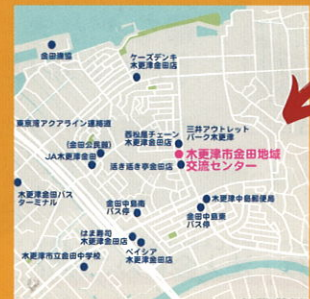 金田漁協
ケーズデンキ
木更津金田店
東京湾アクアライン連絡道
(金田公民館)
JA木更津金田
西松屋チェーン
木更津金田店
三井アウトレット
パーク木更津
木更津市金田地域
交流センター
活き活き亭金田店
木更津金田バス
ターミナル
金田中島南
バス停
木更津中島郵便局
金田中島東
バス停
はま寿司
木更津金田店
ベイシア
木更津金田店
木更津市立金田中学校